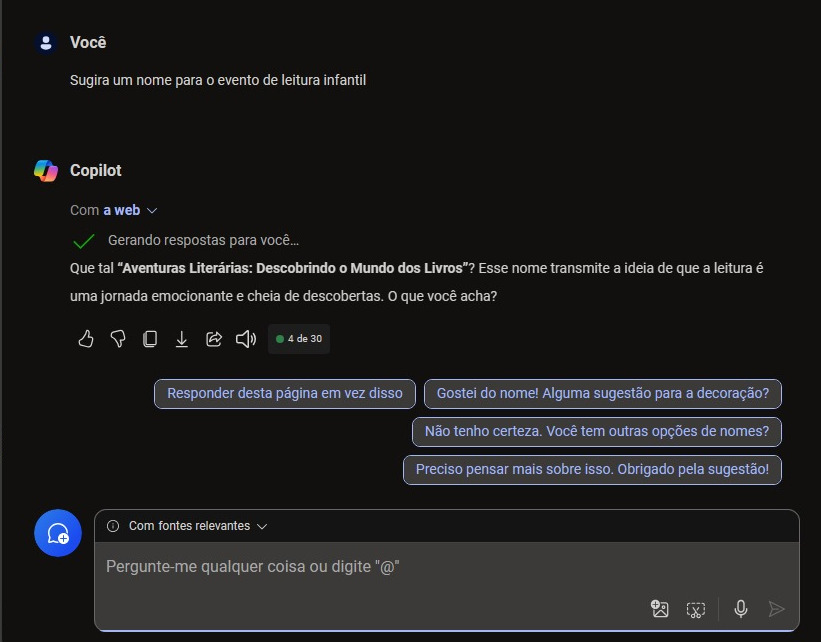 Você
Sugira um nome para o evento de leitura infantil
Copilot
Com a web
Gerando respostas para você...
Que tal “Aventuras Literárias: Descobrindo o Mundo dos Livros”? Esse nome transmite a ideia de que a leitura é
uma jornada emocionante e cheia de descobertas. O que você acha?
4 de 30
Responder desta página em vez disso
Gostei do nome! Alguma sugestão para a decoração?
Não tenho certeza. Você tem outras opções de nomes?
Preciso pensar mais sobre isso. Obrigado pela sugestão!
Com fontes relevantes
Pergunte-me qualquer coisa ou digite "@"